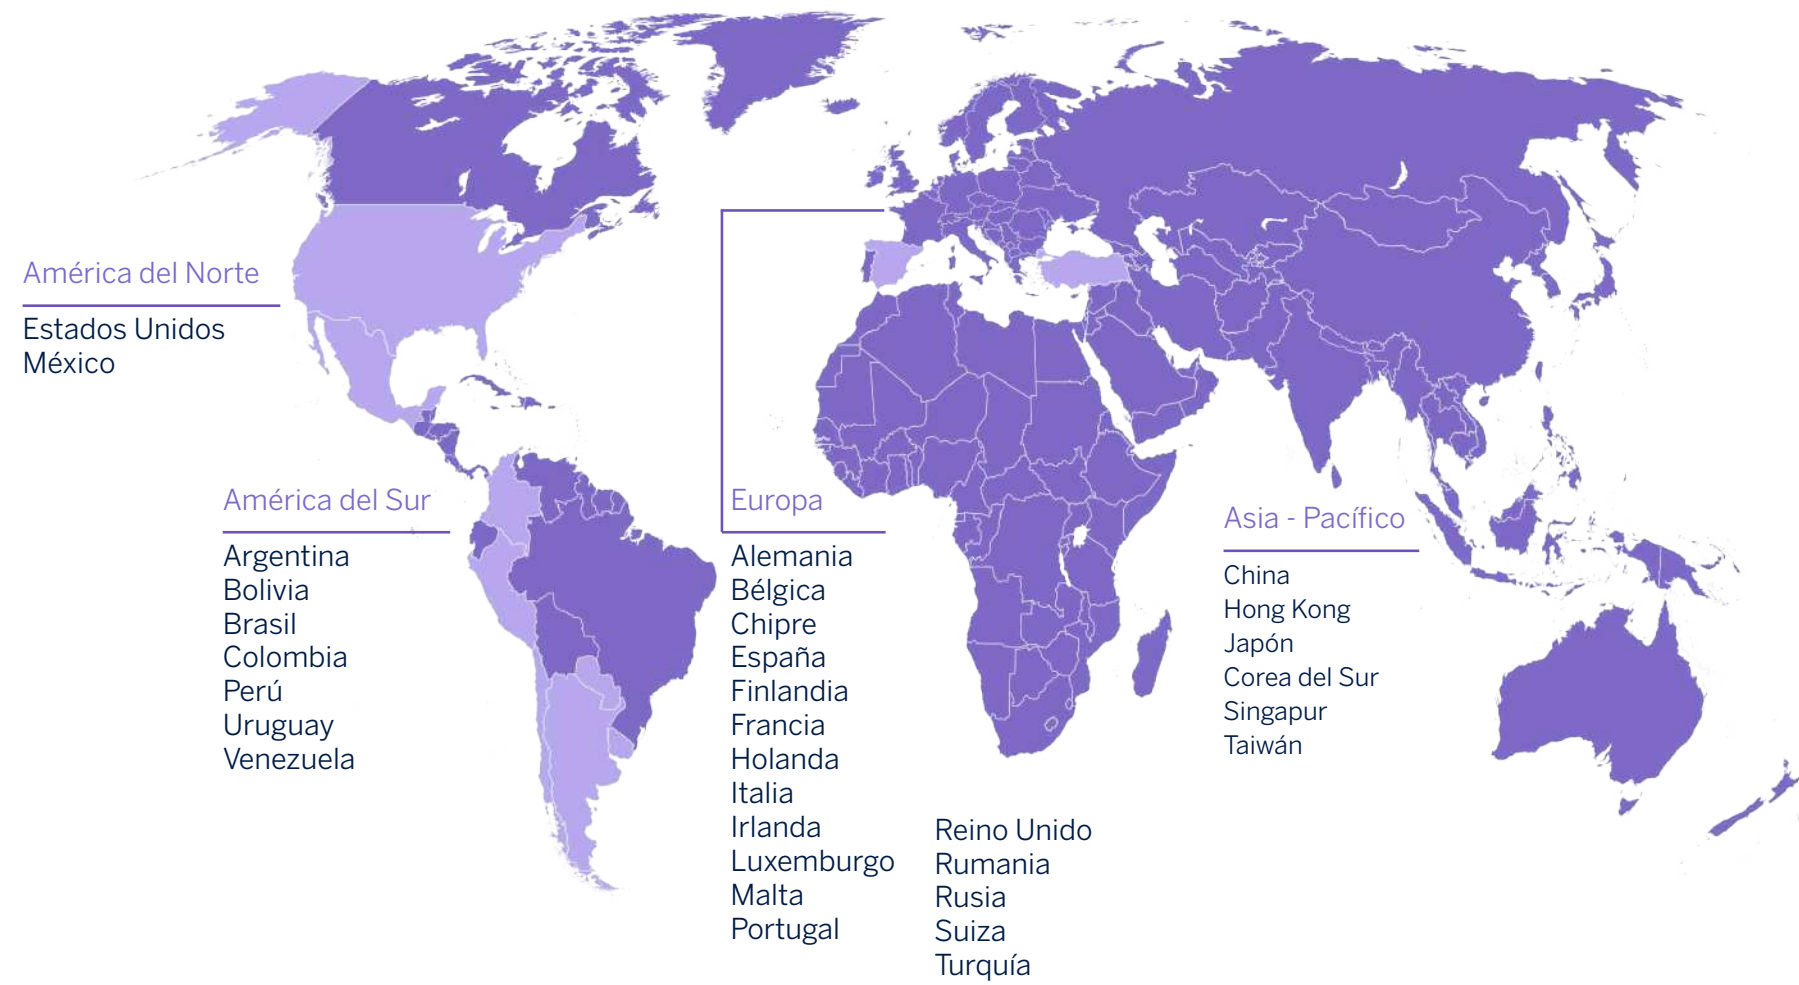 América del Norte
Estados Unidos
México
América del Sur
Argentina
Bolivia
Brasil
Colombia
Perú
Uruguay
Venezuela
Europa
Alemania
Bélgica
Chipre
España
Finlandia
Francia
Holanda
Italia
Irlanda
Luxemburgo
Malta
Portugal
Reino Unido
Rumania
Rusia
Suiza
Turquía
Asia - Pacífico
China
Hong Kong
Japón
Corea del Sur
Singapur
Taiwán